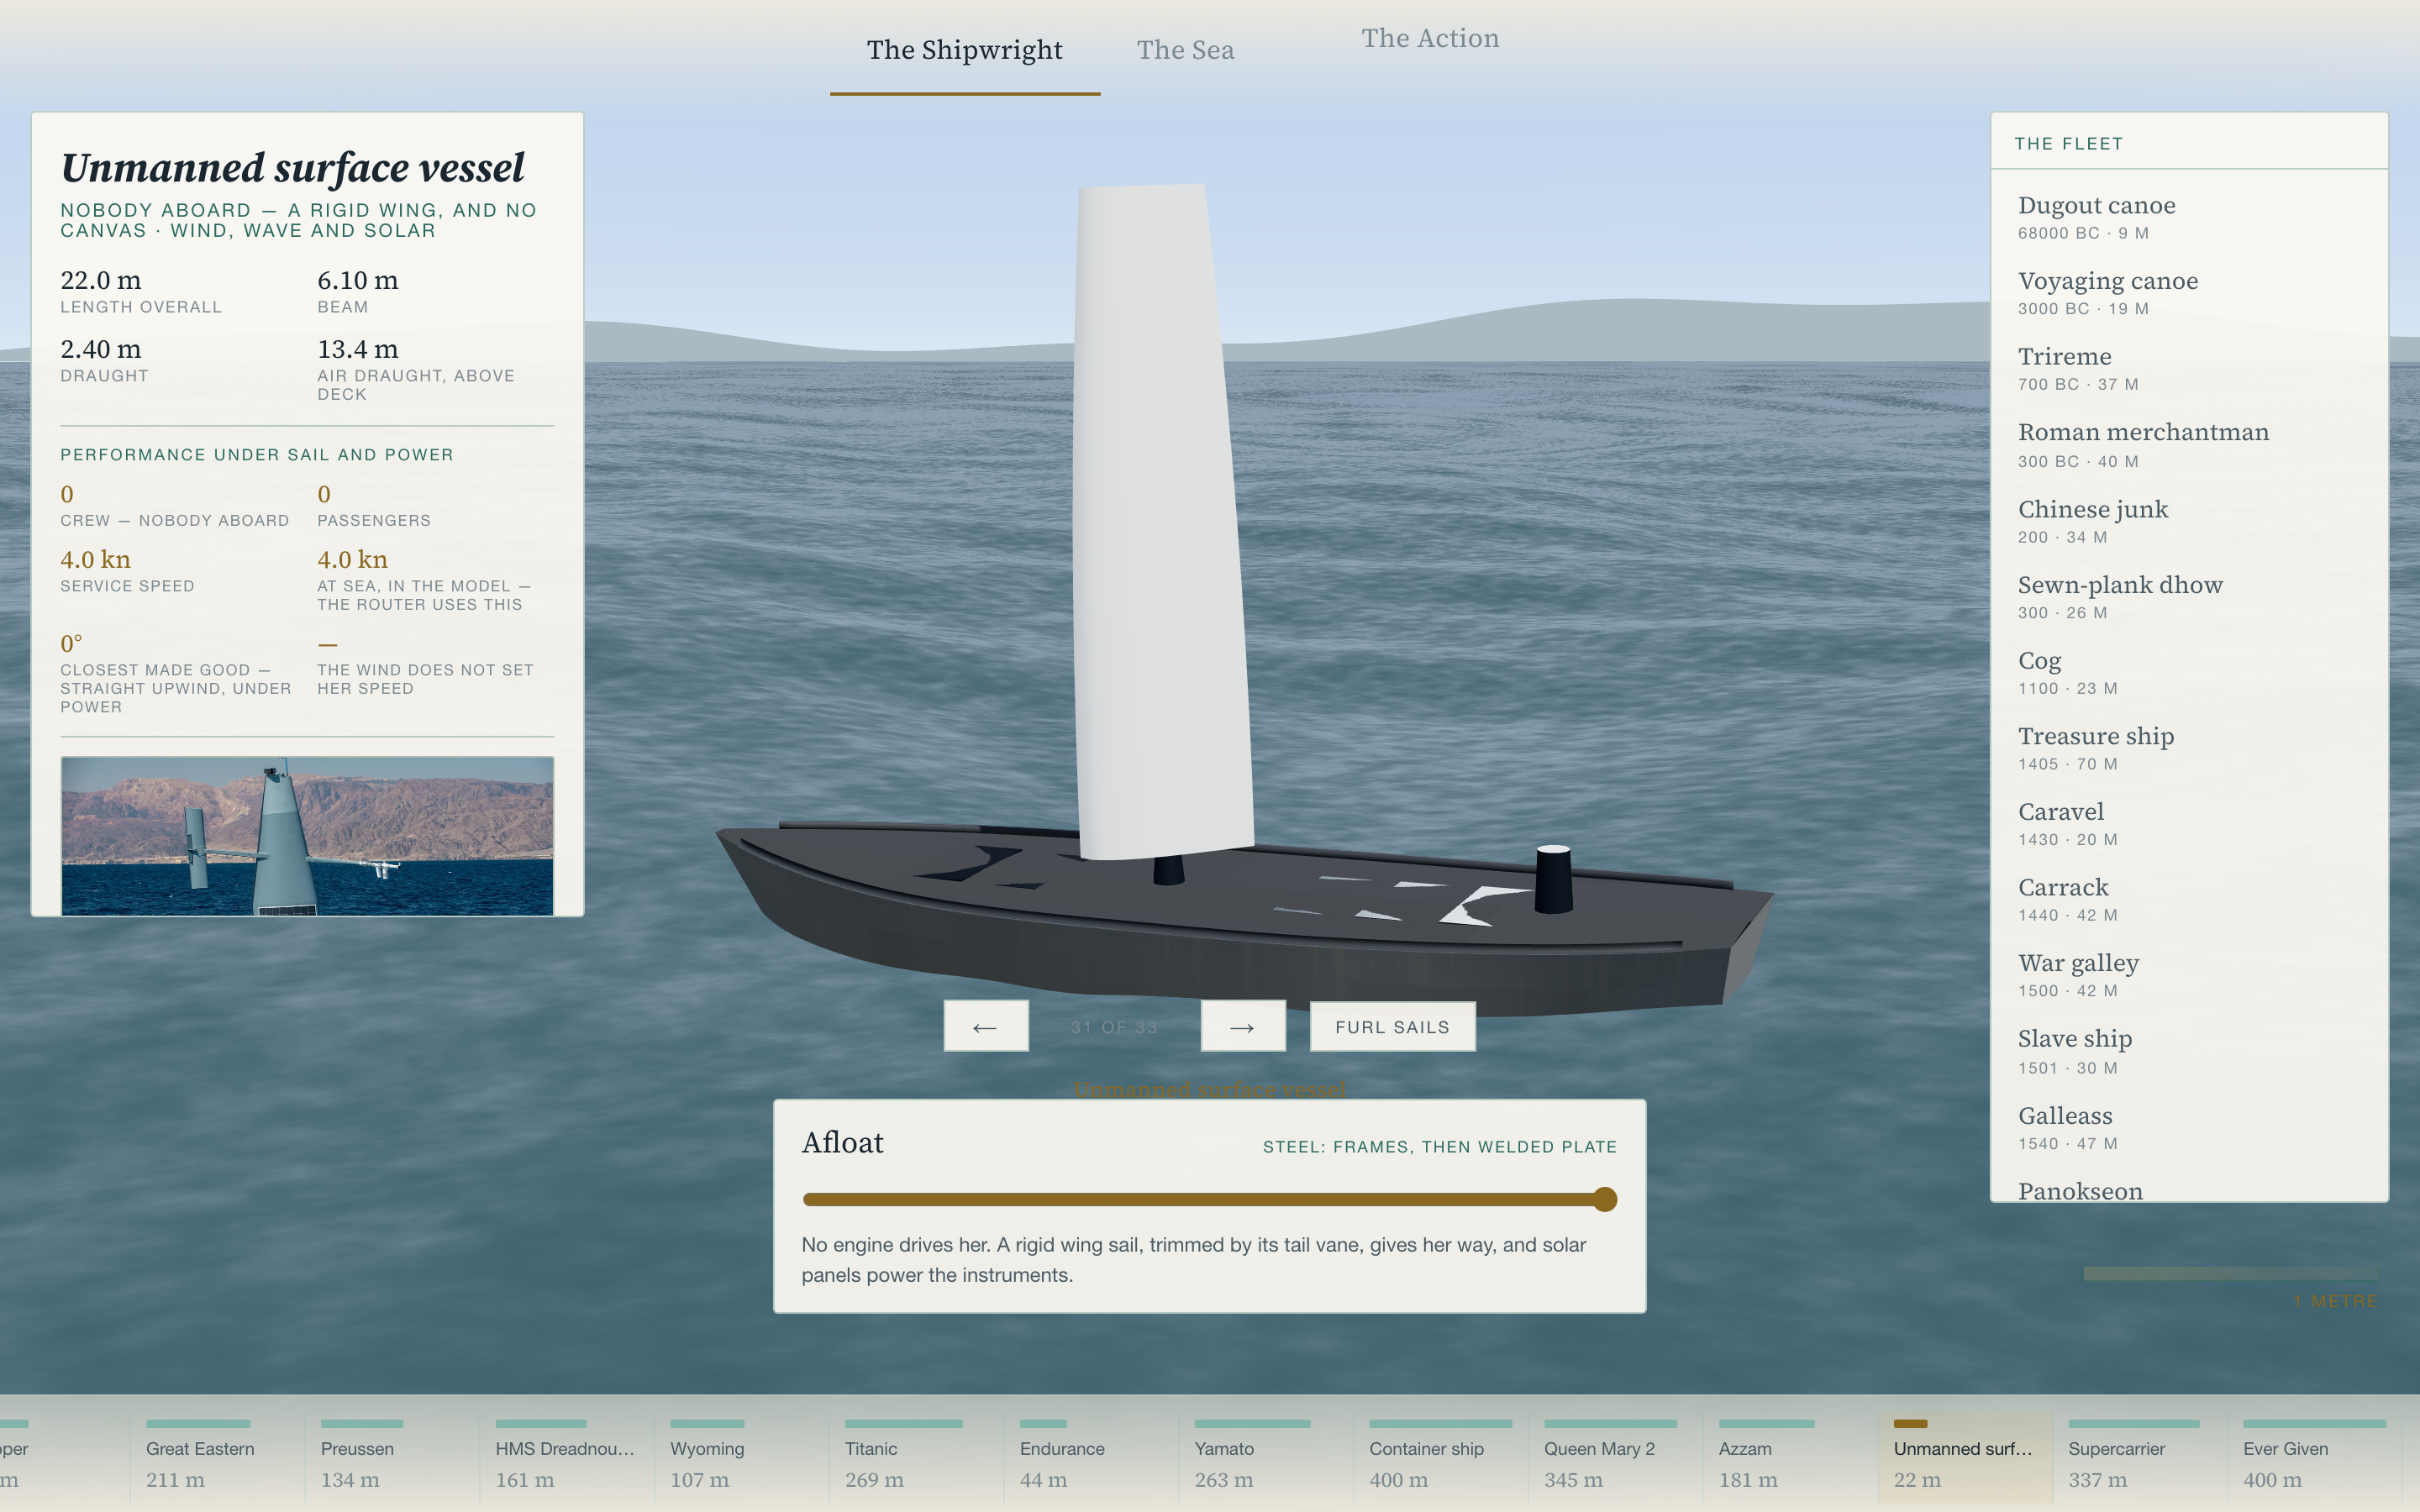 The Shipwright
The Sea
The Action
Unmanned surface vessel
NOBODY ABOARD — A RIGID WING, AND NO
CANVAS · WIND, WAVE AND SOLAR
22.0 m
LENGTH OVERALL
6.10 m
BEAM
2.40 m
DRAUGHT
13.4 m
AIR DRAUGHT, ABOVE
DECK
PERFORMANCE UNDER SAIL AND POWER
0
CREW — NOBODY ABOARD
0
PASSENGERS
4.0 kn
SERVICE SPEED
4.0 kn
AT SEA, IN THE MODEL —
THE ROUTER USES THIS
0°
CLOSEST MADE GOOD —
STRAIGHT UPWIND, UNDER
POWER
—
THE WIND DOES NOT SET
HER SPEED
THE FLEET
Dugout canoe
68000 BC · 9 M
Voyaging canoe
3000 BC · 19 M
Trireme
700 BC · 37 M
Roman merchantman
300 BC · 40 M
Chinese junk
200 · 34 M
Sewn-plank dhow
300 · 26 M
Cog
1100 · 23 M
Treasure ship
1405 · 70 M
Caravel
1430 · 20 M
Carrack
1440 · 42 M
War galley
1500 · 42 M
Slave ship
1501 · 30 M
Galleass
1540 · 47 M
Panokseon
←
31 OF 33
→
FURL SAILS
Unmanned surface vessel
Afloat
STEEL: FRAMES, THEN WELDED PLATE
No engine drives her. A rigid wing sail, trimmed by its tail vane, gives her way, and solar
panels power the instruments.
1 METRE
pper
m
Great Eastern
211 m
Preussen
134 m
HMS Dreadnou…
161 m
Wyoming
107 m
Titanic
269 m
Endurance
44 m
Yamato
263 m
Container ship
400 m
Queen Mary 2
345 m
Azzam
181 m
Unmanned surf…
22 m
Supercarrier
337 m
Ever Given
400 m